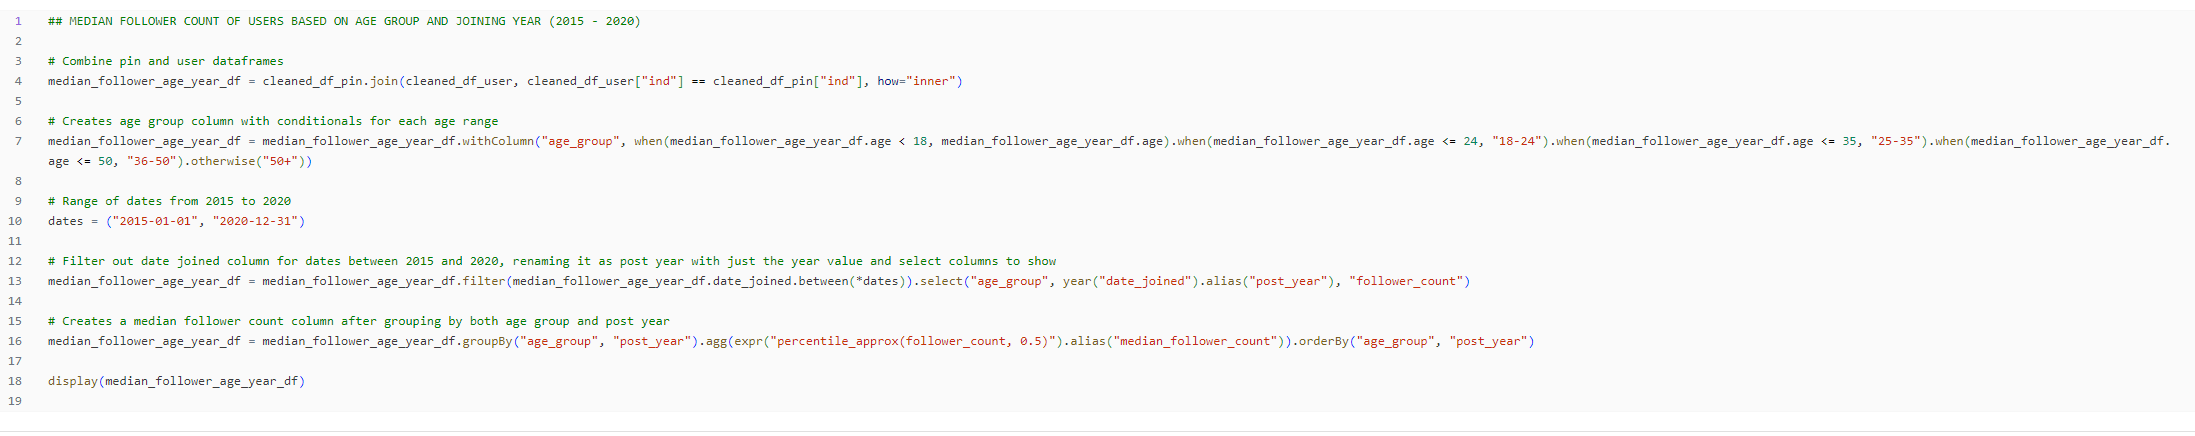 1 ## MEDIAN FOLLOWER COUNT OF USERS BASED ON AGE GROUP AND JOINING YEAR (2015 - 2020)
2
3 # Combine pin and user dataframes
4 median_follower_age_year_df = cleaned_df_pin.join(cleaned_df_user, cleaned_df_user["ind"] == cleaned_df_pin["ind"], how="inner")
5
6 # Creates age group column with conditionals for each age range
7 median_follower_age_year_df = median_follower_age_year_df.withColumn("age_group", when(median_follower_age_year_df.age < 18, median_follower_age_year_df.age).when(median_follower_age_year_df.age <= 24, "18-24").when(median_follower_age_year_df.age <= 35, "25-35").when(median_follower_age_year_df.
age <= 50, "36-50").otherwise("50+"))
8
9 # Range of dates from 2015 to 2020
10 dates = ("2015-01-01", "2020-12-31")
11
12 # Filter out date joined column for dates between 2015 and 2020, renaming it as post year with just the year value and select columns to show
13 median_follower_age_year_df = median_follower_age_year_df.filter(median_follower_age_year_df.date_joined.between(*dates)).select("age_group", year("date_joined").alias("post_year"), "follower_count")
14
15 # Creates a median follower count column after grouping by both age group and post year
16 median_follower_age_year_df = median_follower_age_year_df.groupBy("age_group", "post_year").agg(expr("percentile_approx(follower_count, 0.5)").alias("median_follower_count")).orderBy("age_group", "post_year")
17
18 display(median_follower_age_year_df)
19